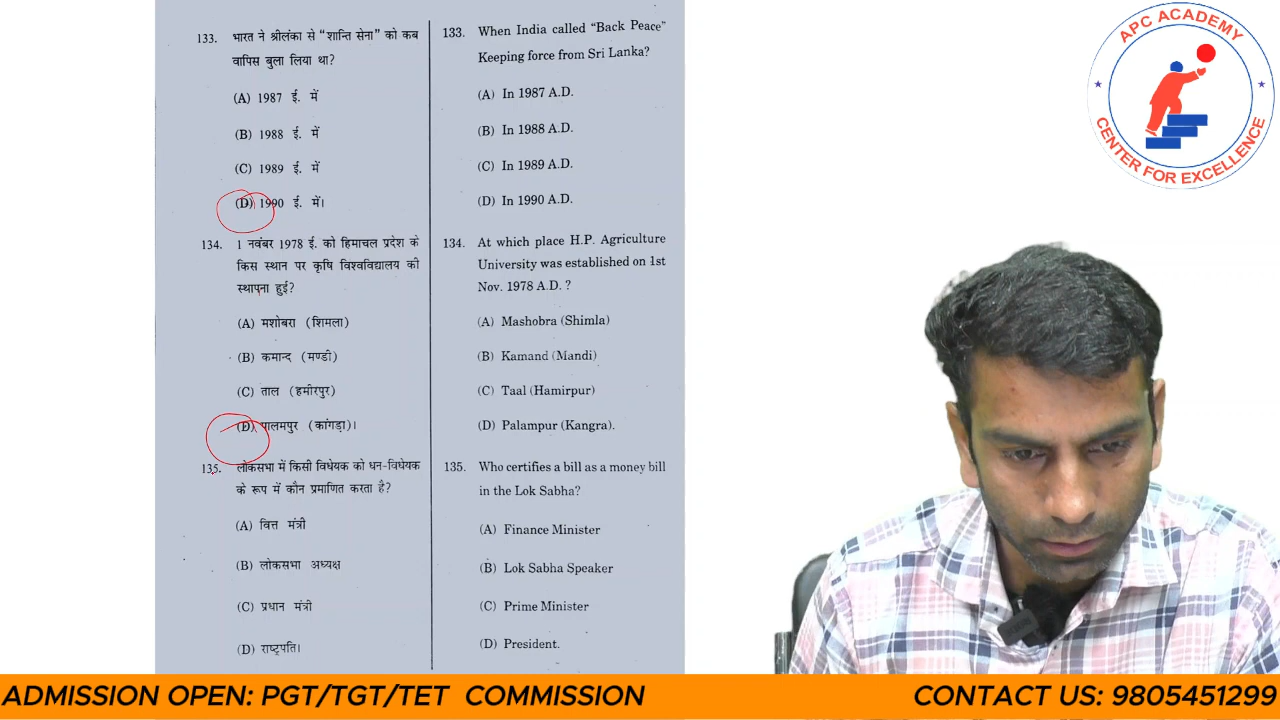 133. भारत ने श्रीलंका से "शान्ति सेना" को कब
वापिस बुला लिया था?
(A) 1987 ई. में
(B) 1988 ई. में
(C) 1989 ई. में
(D) 1990 ई. में।
134. 1 नवंबर 1978 ई. को हिमाचल प्रदेश के
किस स्थान पर कृषि विश्वविद्यालय की
स्थापना हुई?
(A) मशोबरा (शिमला)
(B) कमान्द (मण्डी)
(C) ताल (हमीरपुर)
(D) पालमपुर (कांगड़ा)।
135. लोकसभा में किसी विधेयक को धन-विधेयक
के रूप में कौन प्रमाणित करता है?
(A) वित्त मंत्री
(B) लोकसभा अध्यक्ष
(C) प्रधान मंत्री
(D) राष्ट्रपति।
133. When India called "Back Peace"
Keeping force from Sri Lanka?
(A) In 1987 A.D.
(B) In 1988 A.D.
(C) In 1989 A.D.
(D) In 1990 A.D.
134. At which place H.P. Agriculture
University was established on 1st
Nov. 1978 A.D. ?
(A) Mashobra (Shimla)
(B) Kamand (Mandi)
(C) Taal (Hamirpur)
(D) Palampur (Kangra).
135. Who certifies a bill as a money bill
in the Lok Sabha?
(A) Finance Minister
(B) Lok Sabha Speaker
(C) Prime Minister
(D) President.
APC ACADEMY
CENTER FOR EXCELLENCE
ADMISSION OPEN: PGT/TGT/TET COMMISSION
CONTACT US: 9805451299